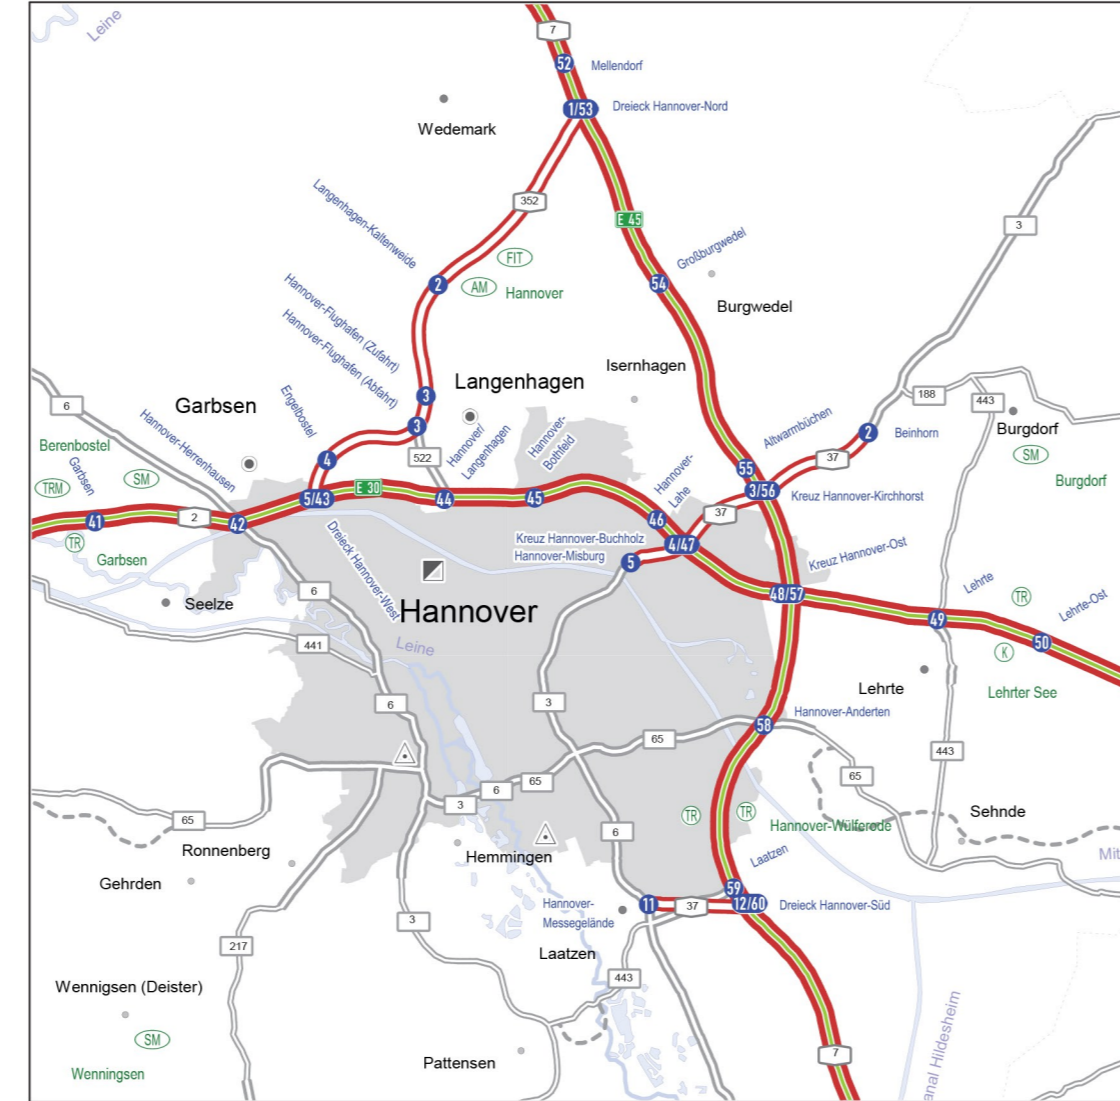 Leine
7
52
Mellendorf
1/53
Dreieck Hannover-Nord
Wedemark
352
Langenhagen-Kaltenweide
E 45
3
FIT
Großburgwedel
2
AM
Hannover
54
Burgwedel
Hannover-Flughafen (Zufahrt)
Hannover-Flughafen (Abfahrt)
Isernhagen
Langenhagen
3
188
443
6
Garbsen
Engelbostel
Hannover-Herrenhausen
3
Hannover/
Langenhagen
Hannover-
Bothfeld
Altwarmbüchen
2
Beinhorn
Burgdorf
Berenbostel
Garbsen
SM
TRM
4
522
Hannover-
Lahe
55
37
SM
Burgdorf
5/43
E 30
44
45
3/56
Kreuz Hannover-Kirchhorst
41
2
42
46
37
TR
Garbsen
Dreieck Hannover-West
Kreuz Hannover-Buchholz
Hannover-Misburg
4/47
5
Kreuz Hannover-Ost
6
Seelze
Hannover
48/57
Lehrte
TR
Lehrte-Ost
49
50
441
Leine
K
Lehrter See
Lehrte
6
3
Hannover-Anderten
58
65
443
65
65
6
3
65
Sehnde
TR
TR
Hannover-Wülferode
6
Ronnenberg
Hemmingen
Laatzen
Mit
Gehrden
59
Hannover-
Messegelände
11
37
12/60
Dreieck Hannover-Süd
3
217
Laatzen
443
Wennigsen (Deister)
SM
Wenningsen
Pattensen
7
anal Hildesheim